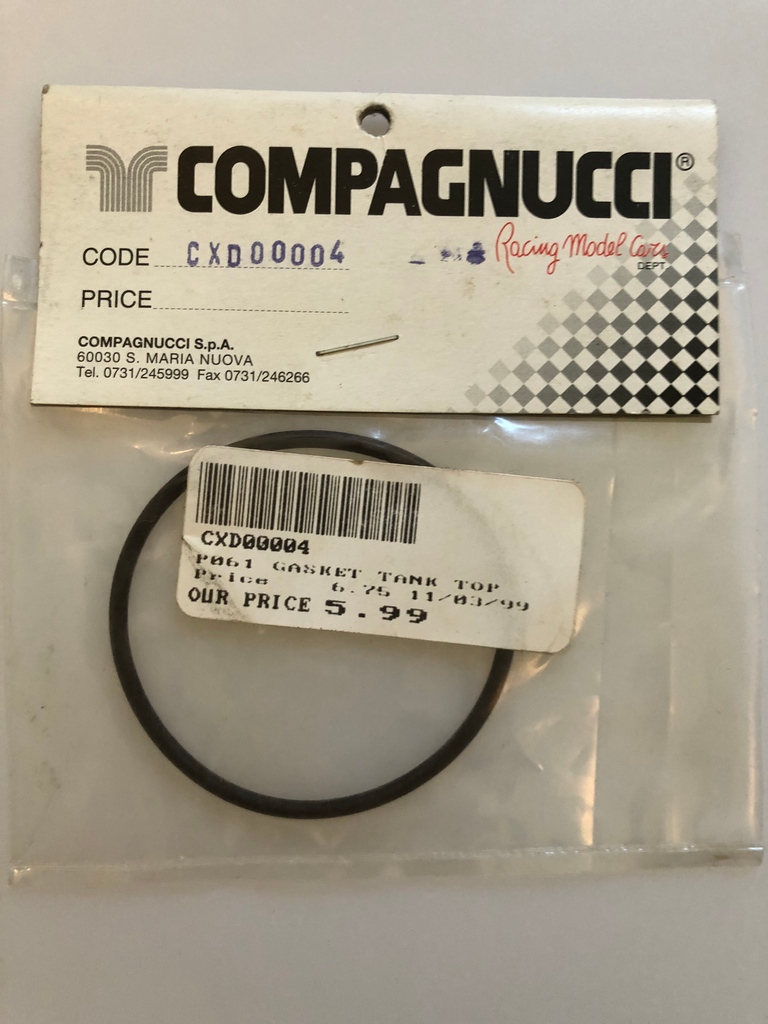 COMPAGNUCCI®
CODE CXD00004
Racing Model Cars
DEPT.
PRICE
COMPAGNUCCI S.p.A.
60030 S. MARIA NUOVA
Tel. 0731/245999 Fax 0731/246266
CXD00004
P061 GASKET TANK TOP
Price 6.75 11/03/99
OUR PRICE 5.99